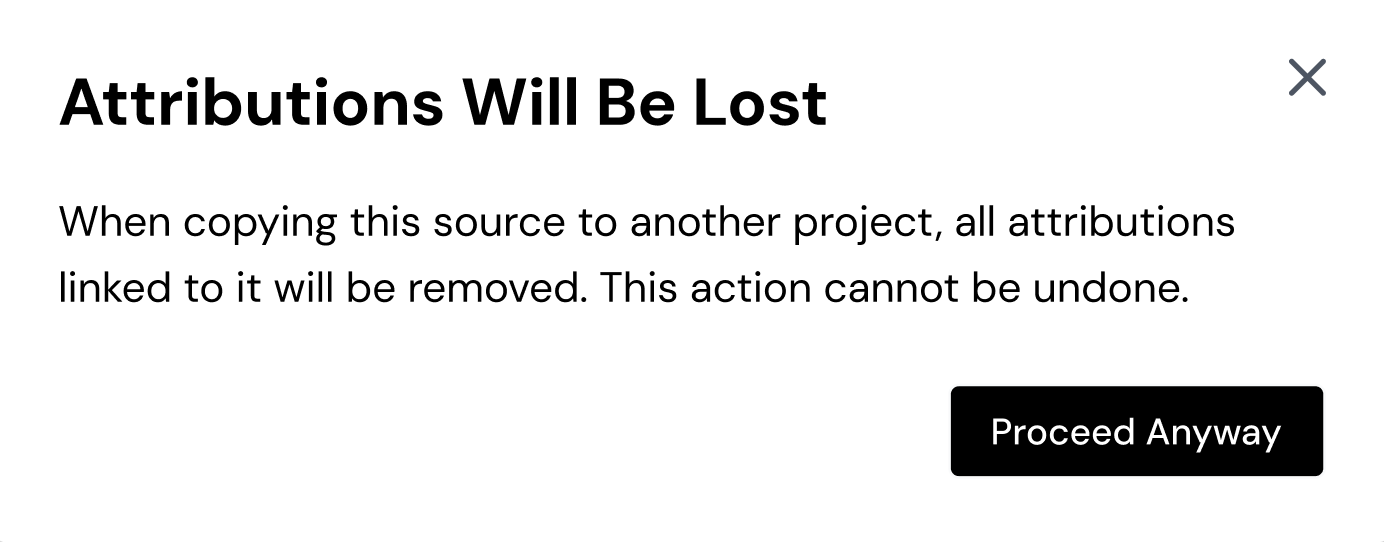 Attributions Will Be Lost
When copying this source to another project, all attributions
linked to it will be removed. This action cannot be undone.
Proceed Anyway